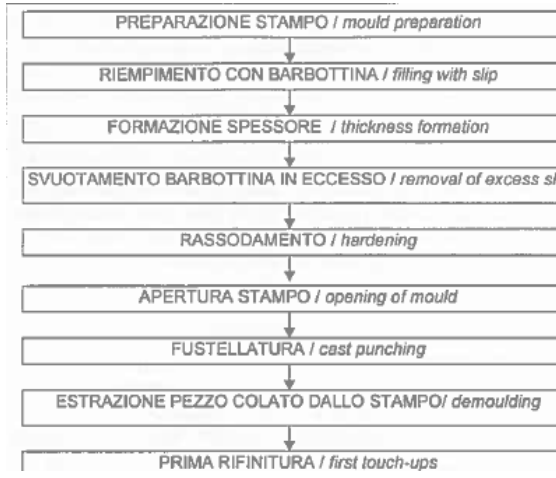 PREPARAZIONE STAMPO / mould preparation
RIEMPIMENTO CON BARBOTTINA / filling with slip
FORMAZIONE SPESSORE / thickness formation
SVUOTAMENTO BARBOTTINA IN ECCESSO / removal of excess sl
RASSODAMENTO / hardening
APERTURA STAMPO / opening of mould
FUSTELLATURA / cast punching
ESTRAZIONE PEZZO COLATO DALLO STAMPO/ demoulding
PRIMA RIFINITURA / first touch-ups